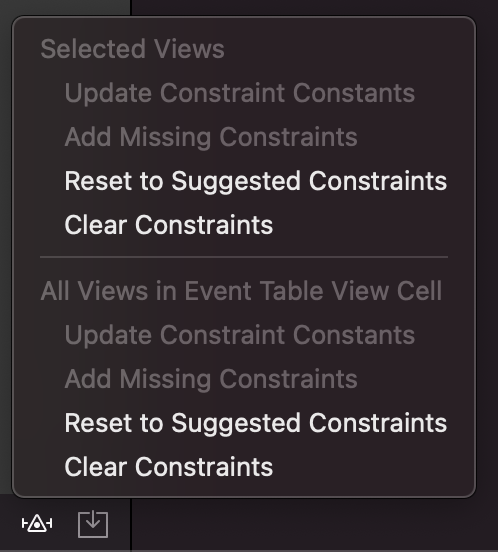 Selected Views
Update Constraint Constants
Add Missing Constraints
Reset to Suggested Constraints
Clear Constraints
All Views in Event Table View Cell
Update Constraint Constants
Add Missing Constraints
Reset to Suggested Constraints
Clear Constraints